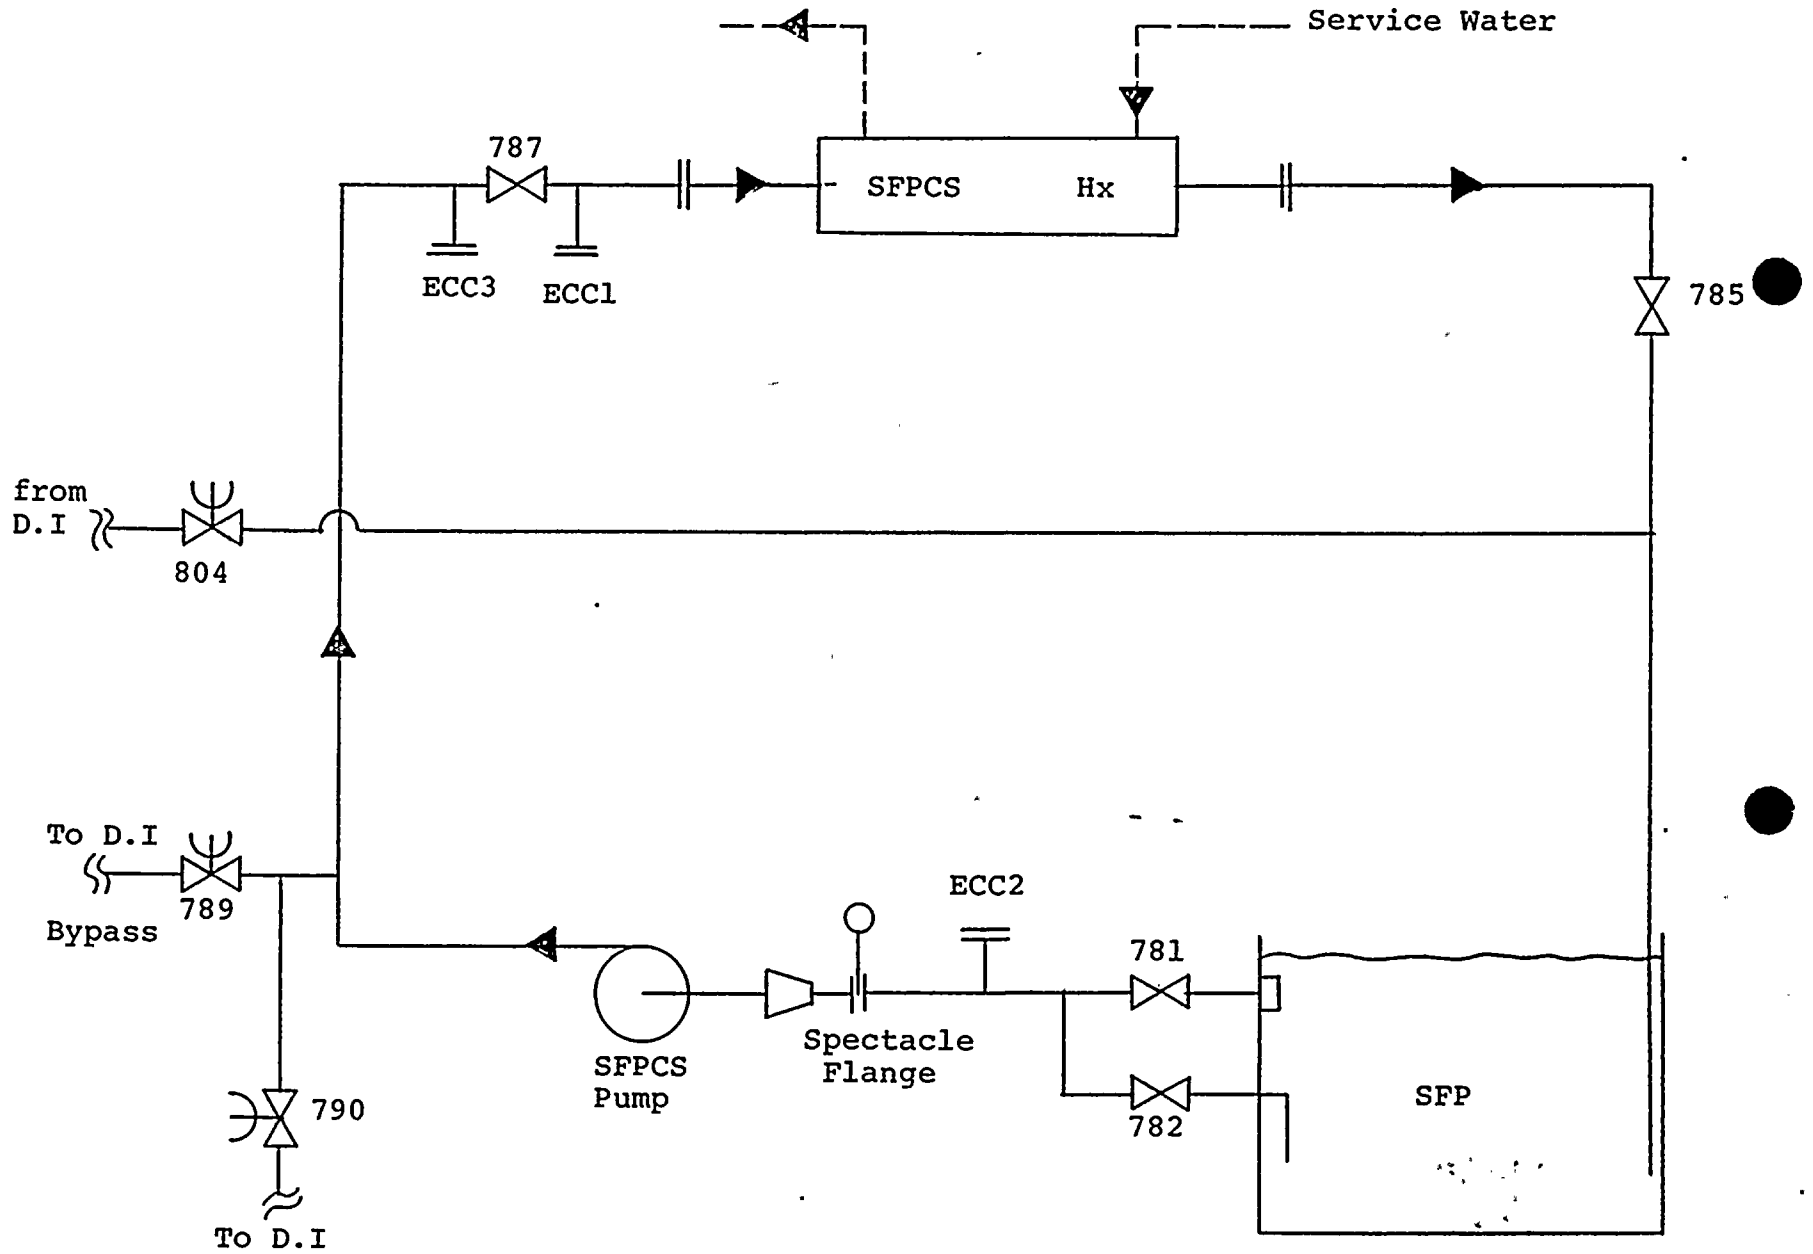 Service Water
787
SFPCS Hx
ECC3
ECC1
785
from
D.I
804
To D.I
789
Bypass
ECC2
781
Spectacle
Flange
SFPCS
Pump
790
782
SFP
To D.I